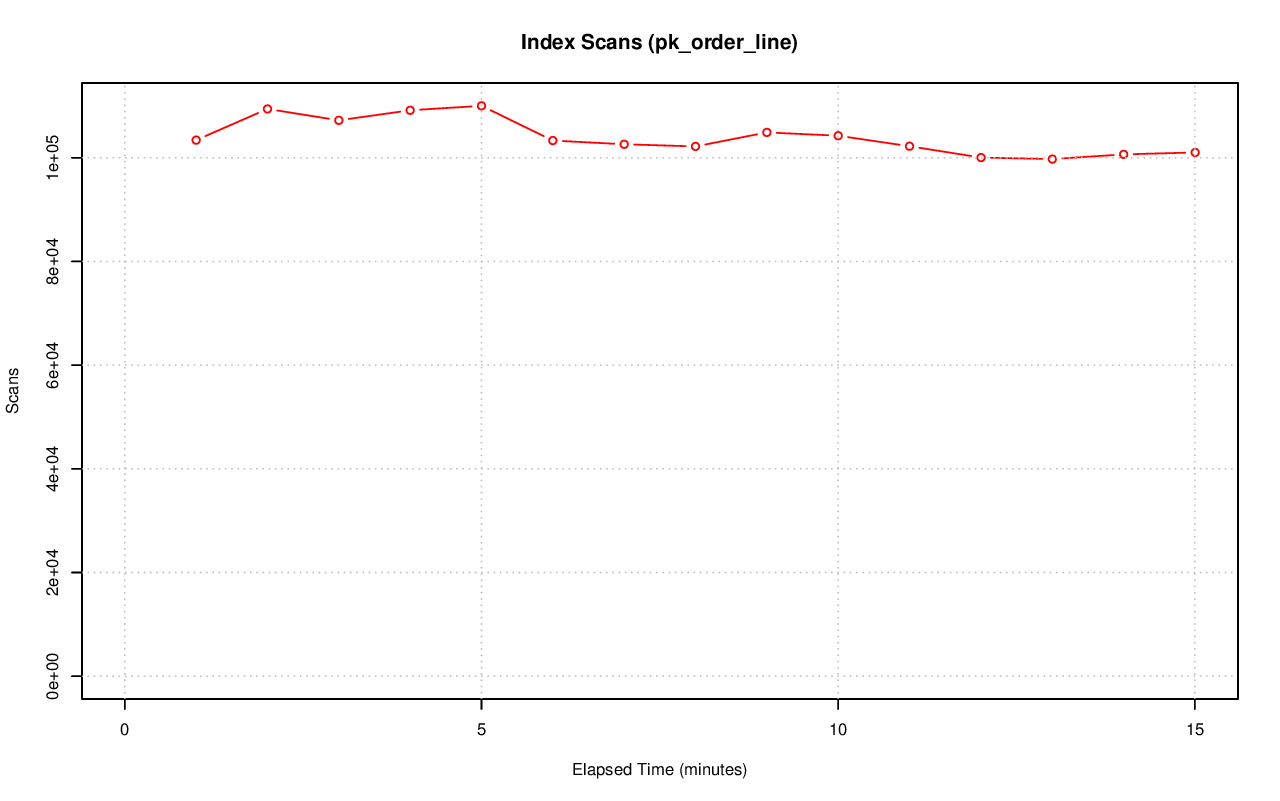 Index Scans (pk_order_line)
Scans
1e+05
8e+04
6e+04
4e+04
2e+04
0e+00
0 5 10 15
Elapsed Time (minutes)